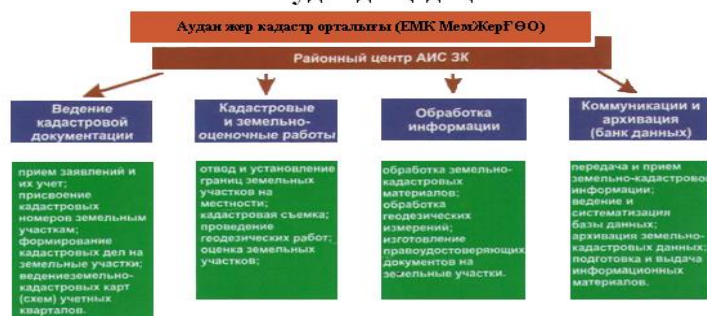 Аудан жер кадастр орталығы (ЕМК МемЖерҒӨО)
Районный центр АИС ЗК
Ведение
кадастровой
документации
Кадастровые
и земельно-
оценочные работы
Обработка
информации
Коммуникации и
архивация
(банк данных)
прием заявлений и
их учет;
присвоение
кадастровых
номеров земельным
участкам;
формирование
кадастровых дел на
земельные участки;
ведениеземельно-
кадастровых карт
(схем) учетных
кварталов.
отвод и установление
границ земельных
участков на
местности;
кадастровая съемка;
проведение
геодезических работ;
оценка земельных
участков;
обработка земельно-
кадастровых
материалов;
обработка
геодезических
измерений;
изготовление
правоудостоверяющих
документов на
земельные участки.
передача и прием
земельно-кадастровой
информации;
ведение и
систематизация
базы данных;
архивация земельно-
кадастровых данных;
подготовка и выдача
информационных
материалов.